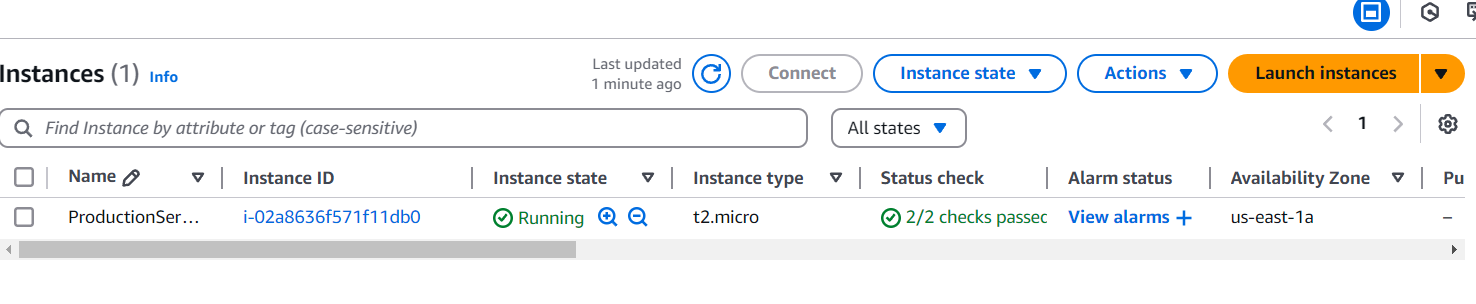 Instances (1) Info
Last updated
1 minute ago
Connect
Instance state
Actions
Launch instances
Find Instance by attribute or tag (case-sensitive)
All states
1
Name Instance ID Instance state Instance type Status check Alarm status Availability Zone Pu
ProductionSer... i-02a8636f571f11db0 Running t2.micro 2/2 checks passec View alarms + us-east-1a –